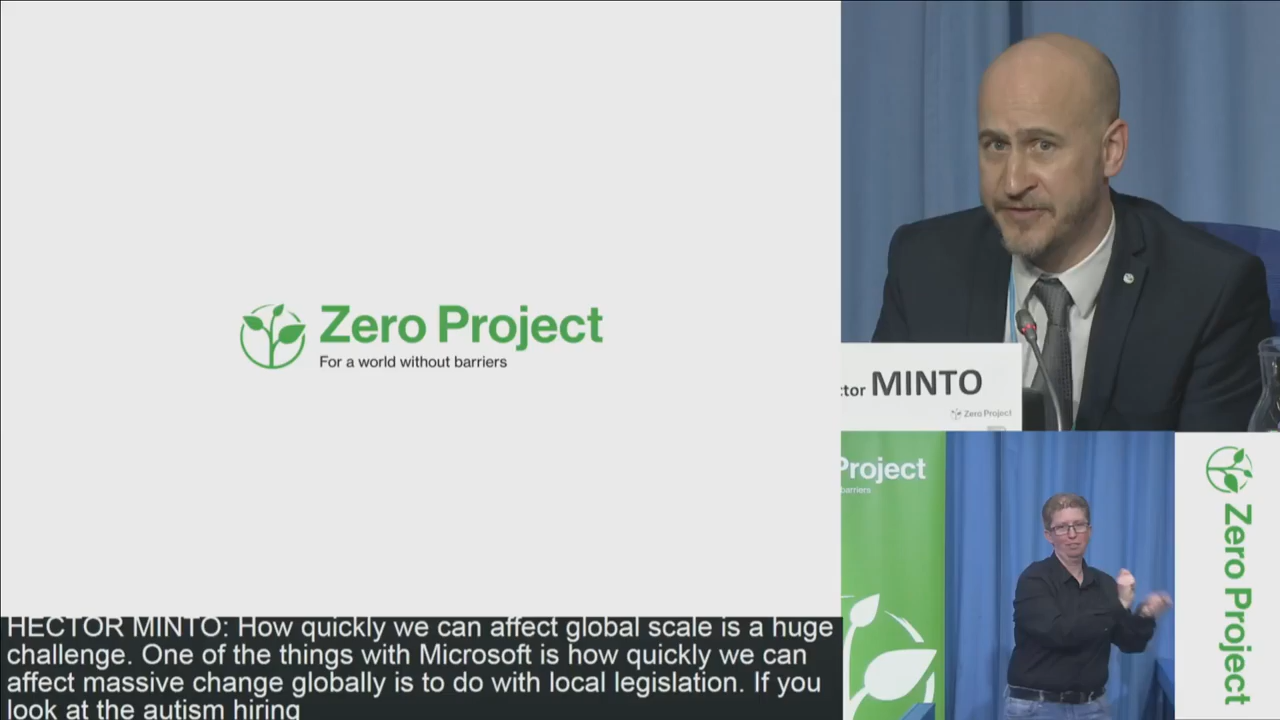 Zero Project
For a world without barriers
ctor MINTO
Zero Project
Project
barriers
Zero Project
HECTOR MINTO: How quickly we can affect global scale is a huge
challenge. One of the things with Microsoft is how quickly we can
affect massive change globally is to do with local legislation. If you
look at the autism hiring